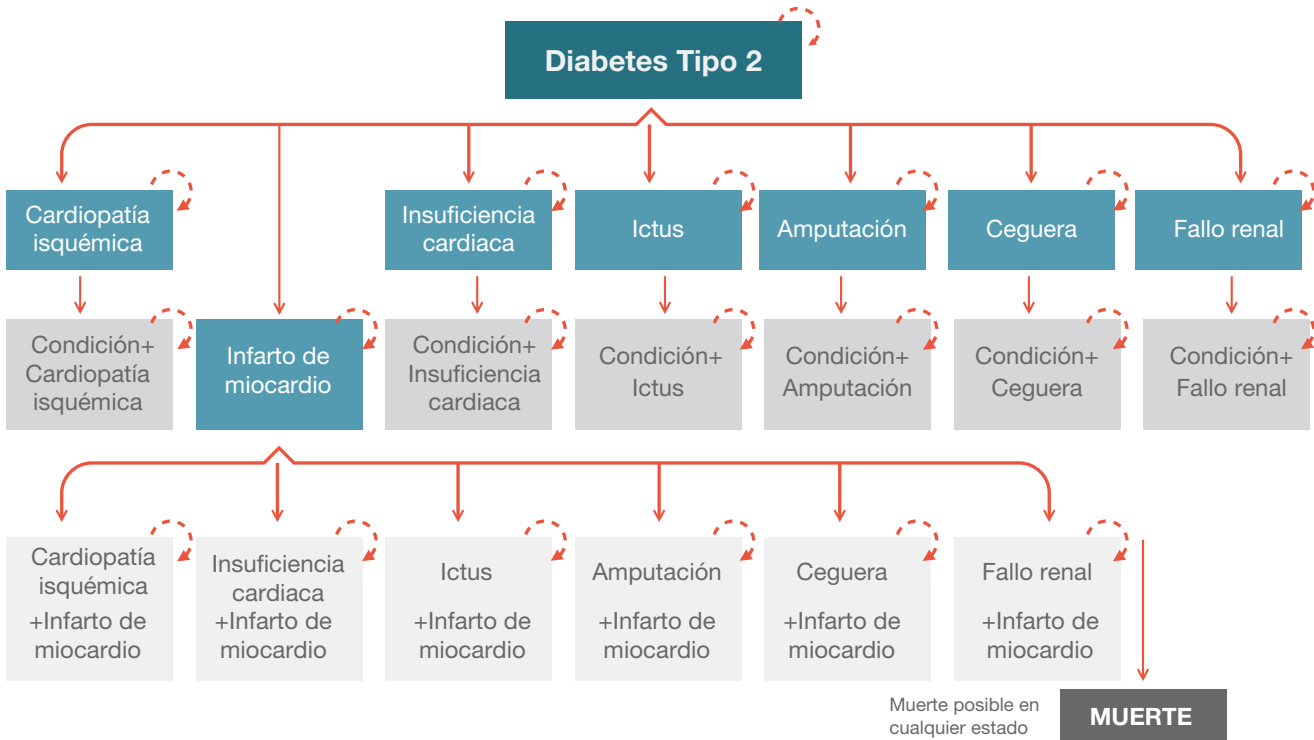 Diabetes Tipo 2
Cardiopatía
isquémica
Insuficiencia
cardiaca
Ictus
Amputación
Ceguera
Fallo renal
Condición+
Cardiopatía
isquémica
Infarto de
miocardio
Condición+
Insuficiencia
cardiaca
Condición+
Ictus
Condición+
Amputación
Condición+
Ceguera
Condición+
Fallo renal
Cardiopatía
isquémica
+Infarto de
miocardio
Insuficiencia
cardiaca
+Infarto de
miocardio
Ictus
+Infarto de
miocardio
Amputación
+Infarto de
miocardio
Ceguera
+Infarto de
miocardio
Fallo renal
+Infarto de
miocardio
Muerte posible en
cualquier estado
MUERTE